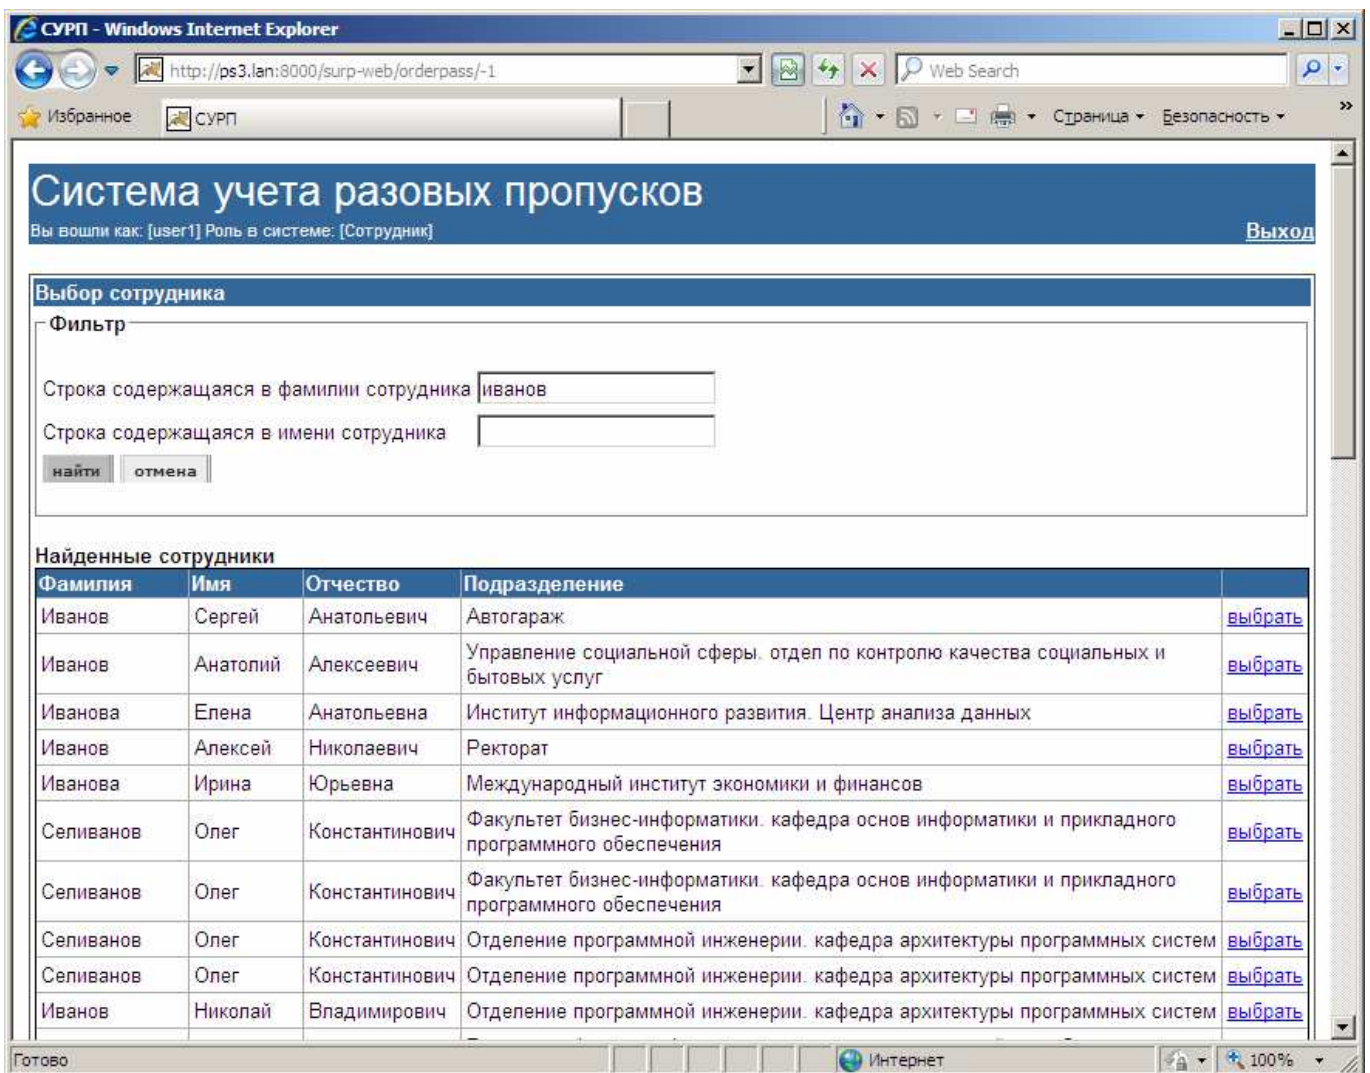 СУРП - Windows Internet Explorer
http://ps3.lan:8000/surp-web/orderpass/-1
Web Search
Избранное СУРП Страница Безопасность »
Система учета разовых пропусков
Вы вошли как: [user1] Роль в системе: [Сотрудник] Выход
Выбор сотрудника
Фильтр
Строка содержащаяся в фамилии сотрудника иванов
Строка содержащаяся в имени сотрудника
найти отмена
Найденные сотрудники
Фамилия Имя Отчество Подразделение
Иванов Сергей Анатольевич Автогараж выбрать
Иванов Анатолий Алексеевич Управление социальной сферы. отдел по контролю качества социальных и
бытовых услуг выбрать
Иванова Елена Анатольевна Институт информационного развития. Центр анализа данных выбрать
Иванов Алексей Николаевич Ректорат выбрать
Иванова Ирина Юрьевна Международный институт экономики и финансов выбрать
Селиванов Олег Константинович Факультет бизнес-информатики. кафедра основ информатики и прикладного
программного обеспечения выбрать
Селиванов Олег Константинович Факультет бизнес-информатики. кафедра основ информатики и прикладного
программного обеспечения выбрать
Селиванов Олег Константинович Отделение программной инженерии. кафедра архитектуры программных систем выбрать
Селиванов Олег Константинович Отделение программной инженерии. кафедра архитектуры программных систем выбрать
Иванов Николай Владимирович Отделение программной инженерии. кафедра архитектуры программных систем выбрать
Готово Интернет 100%